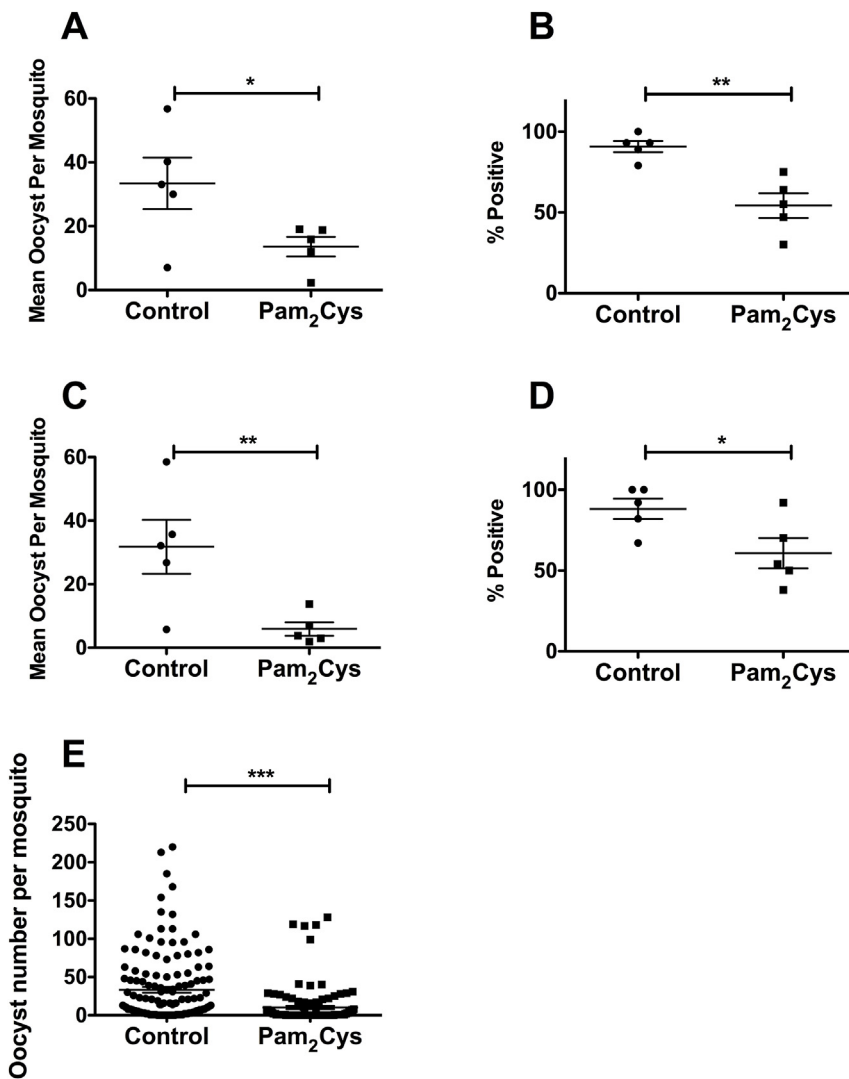 A
Mean Oocyst Per Mosquito
*
60
40
20
0
Control Pam₂Cys
B
% Positive
**
100
50
0
Control Pam₂Cys
C
Mean Oocyst Per Mosquito
**
60
40
20
0
Control Pam₂Cys
D
% Positive
*
100
50
0
Control Pam₂Cys
E
Oocyst number per mosquito
***
250
200
150
100
50
0
Control Pam₂Cys